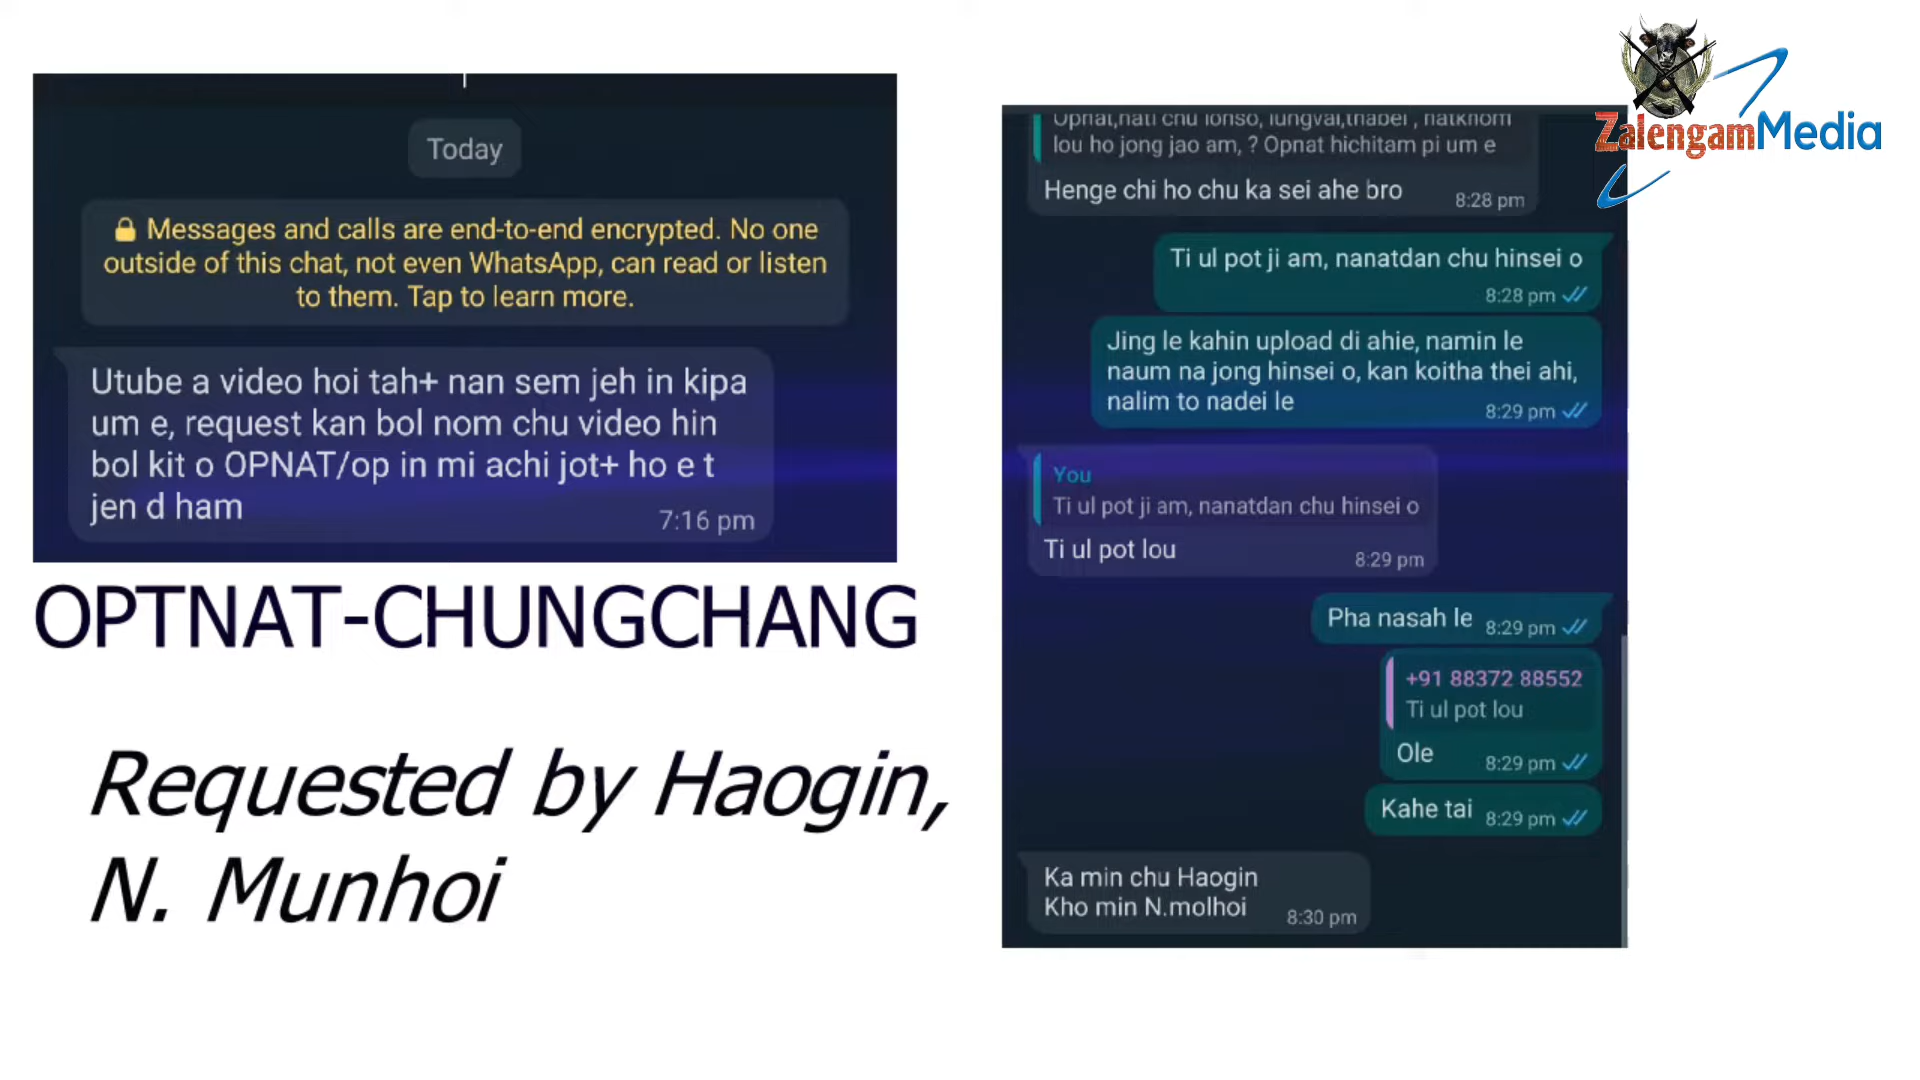 Today
Messages and calls are end-to-end encrypted. No one
outside of this chat, not even WhatsApp, can read or listen
to them. Tap to learn more.
Utube a video hoi tah+ nan sem jeh in kipa
um e, request kan bol nom chu video hin
bol kit o OPNAT/op in mi achi jot+ ho e t
jen d ham
7:16 pm
OPTNAT-CHUNGCHANG
Requested by Haogin,
N. Munhoi
Opnat,nati chu lonso, lungvai,thabei , natkhom
lou ho jong jao am, ? Opnat hichitam pi um e
Henge chi ho chu ka sei ahe bro
8:28 pm
Ti ul pot ji am, nanatdan chu hinsei o
8:28 pm
Jing le kahin upload di ahie, namin le
naum na jong hinsei o, kan koitha thei ahi,
nalim to nadei le
8:29 pm
You
Ti ul pot ji am, nanatdan chu hinsei o
Ti ul pot lou
8:29 pm
Pha nasah le
8:29 pm
+91 88372 88552
Ti ul pot lou
Ole
8:29 pm
Kahe tai
8:29 pm
Ka min chu Haogin
Kho min N.molhoi
8:30 pm
ZalengamMedia